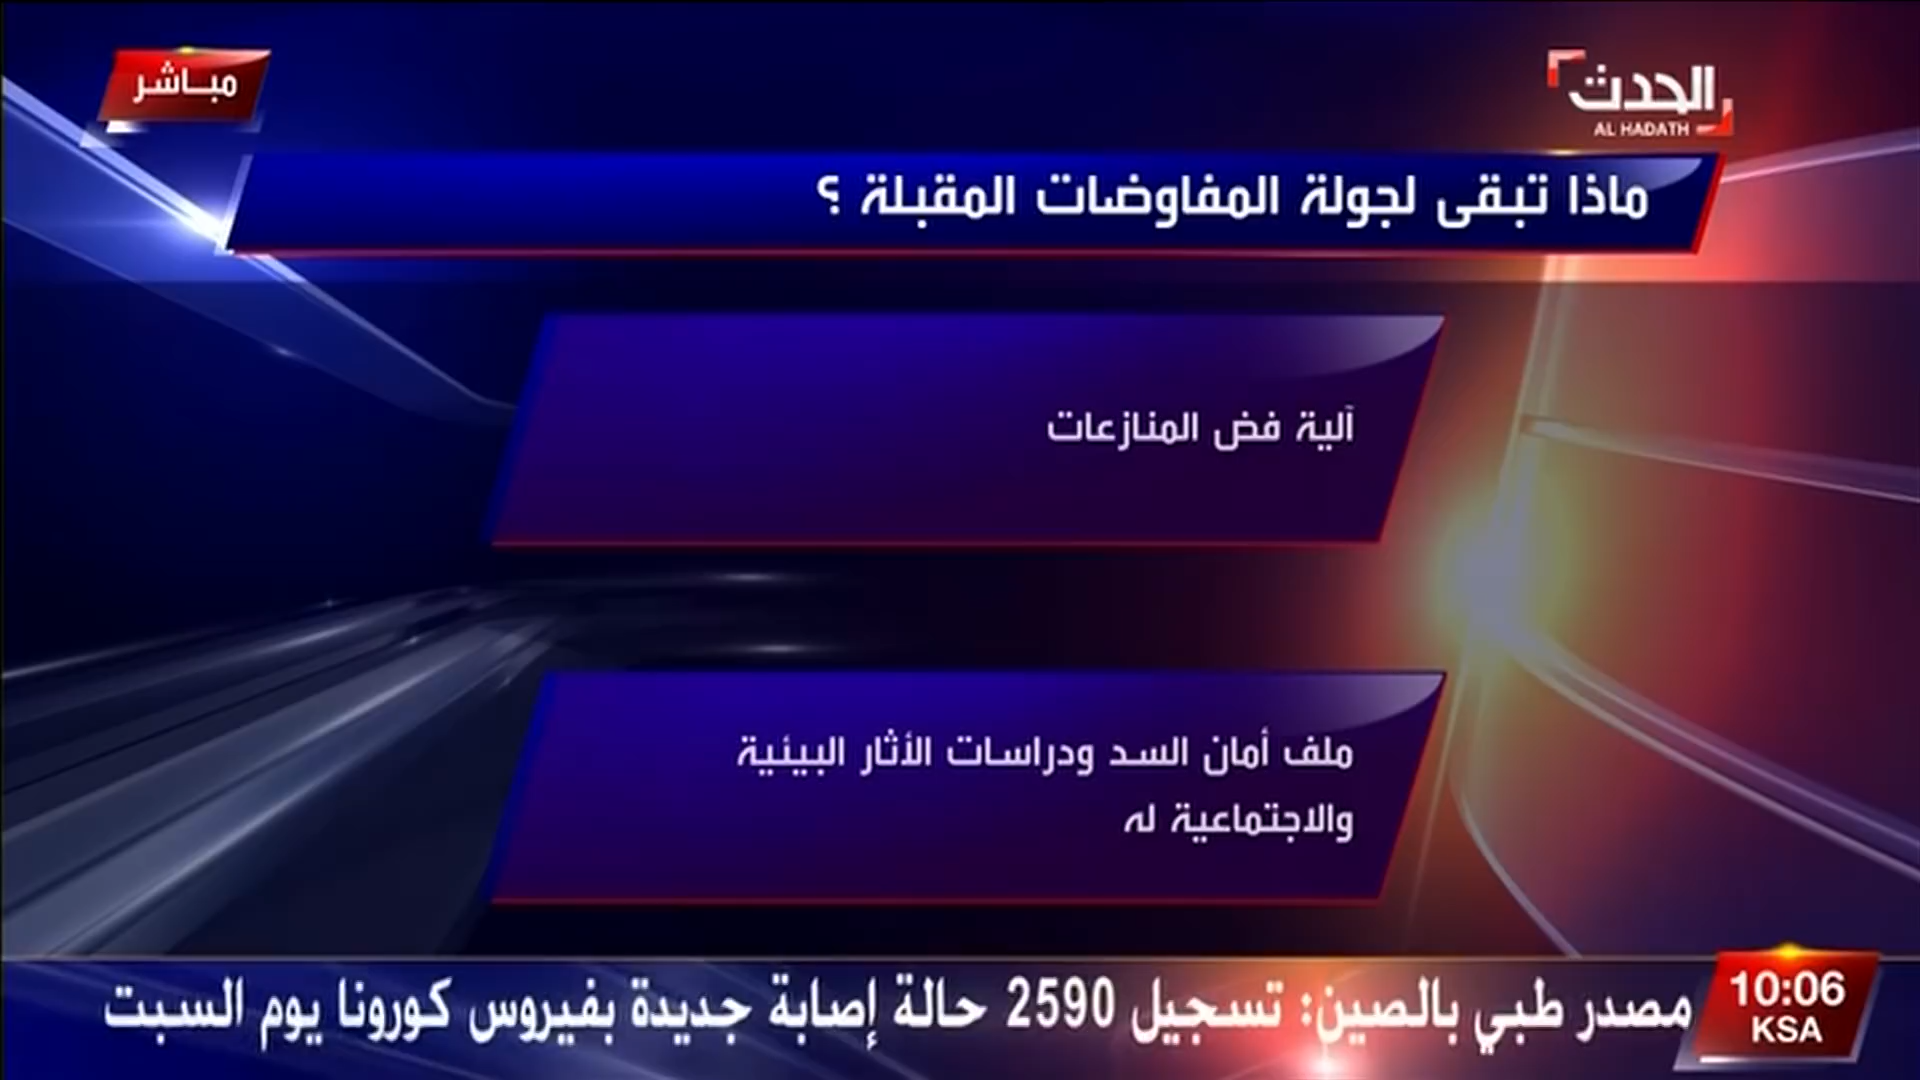 مباشر
الحدث
AL HADATH
ماذا تبقى لجولة المفاوضات المقبلة ؟
آلية فض المنازعات
ملف أمان السد ودراسات الأثار البيئية
والاجتماعية له
مصدر طبي بالصين: تسجيل 2590 حالة إصابة جديدة بفيروس كورونا يوم السبت
10:06
KSA